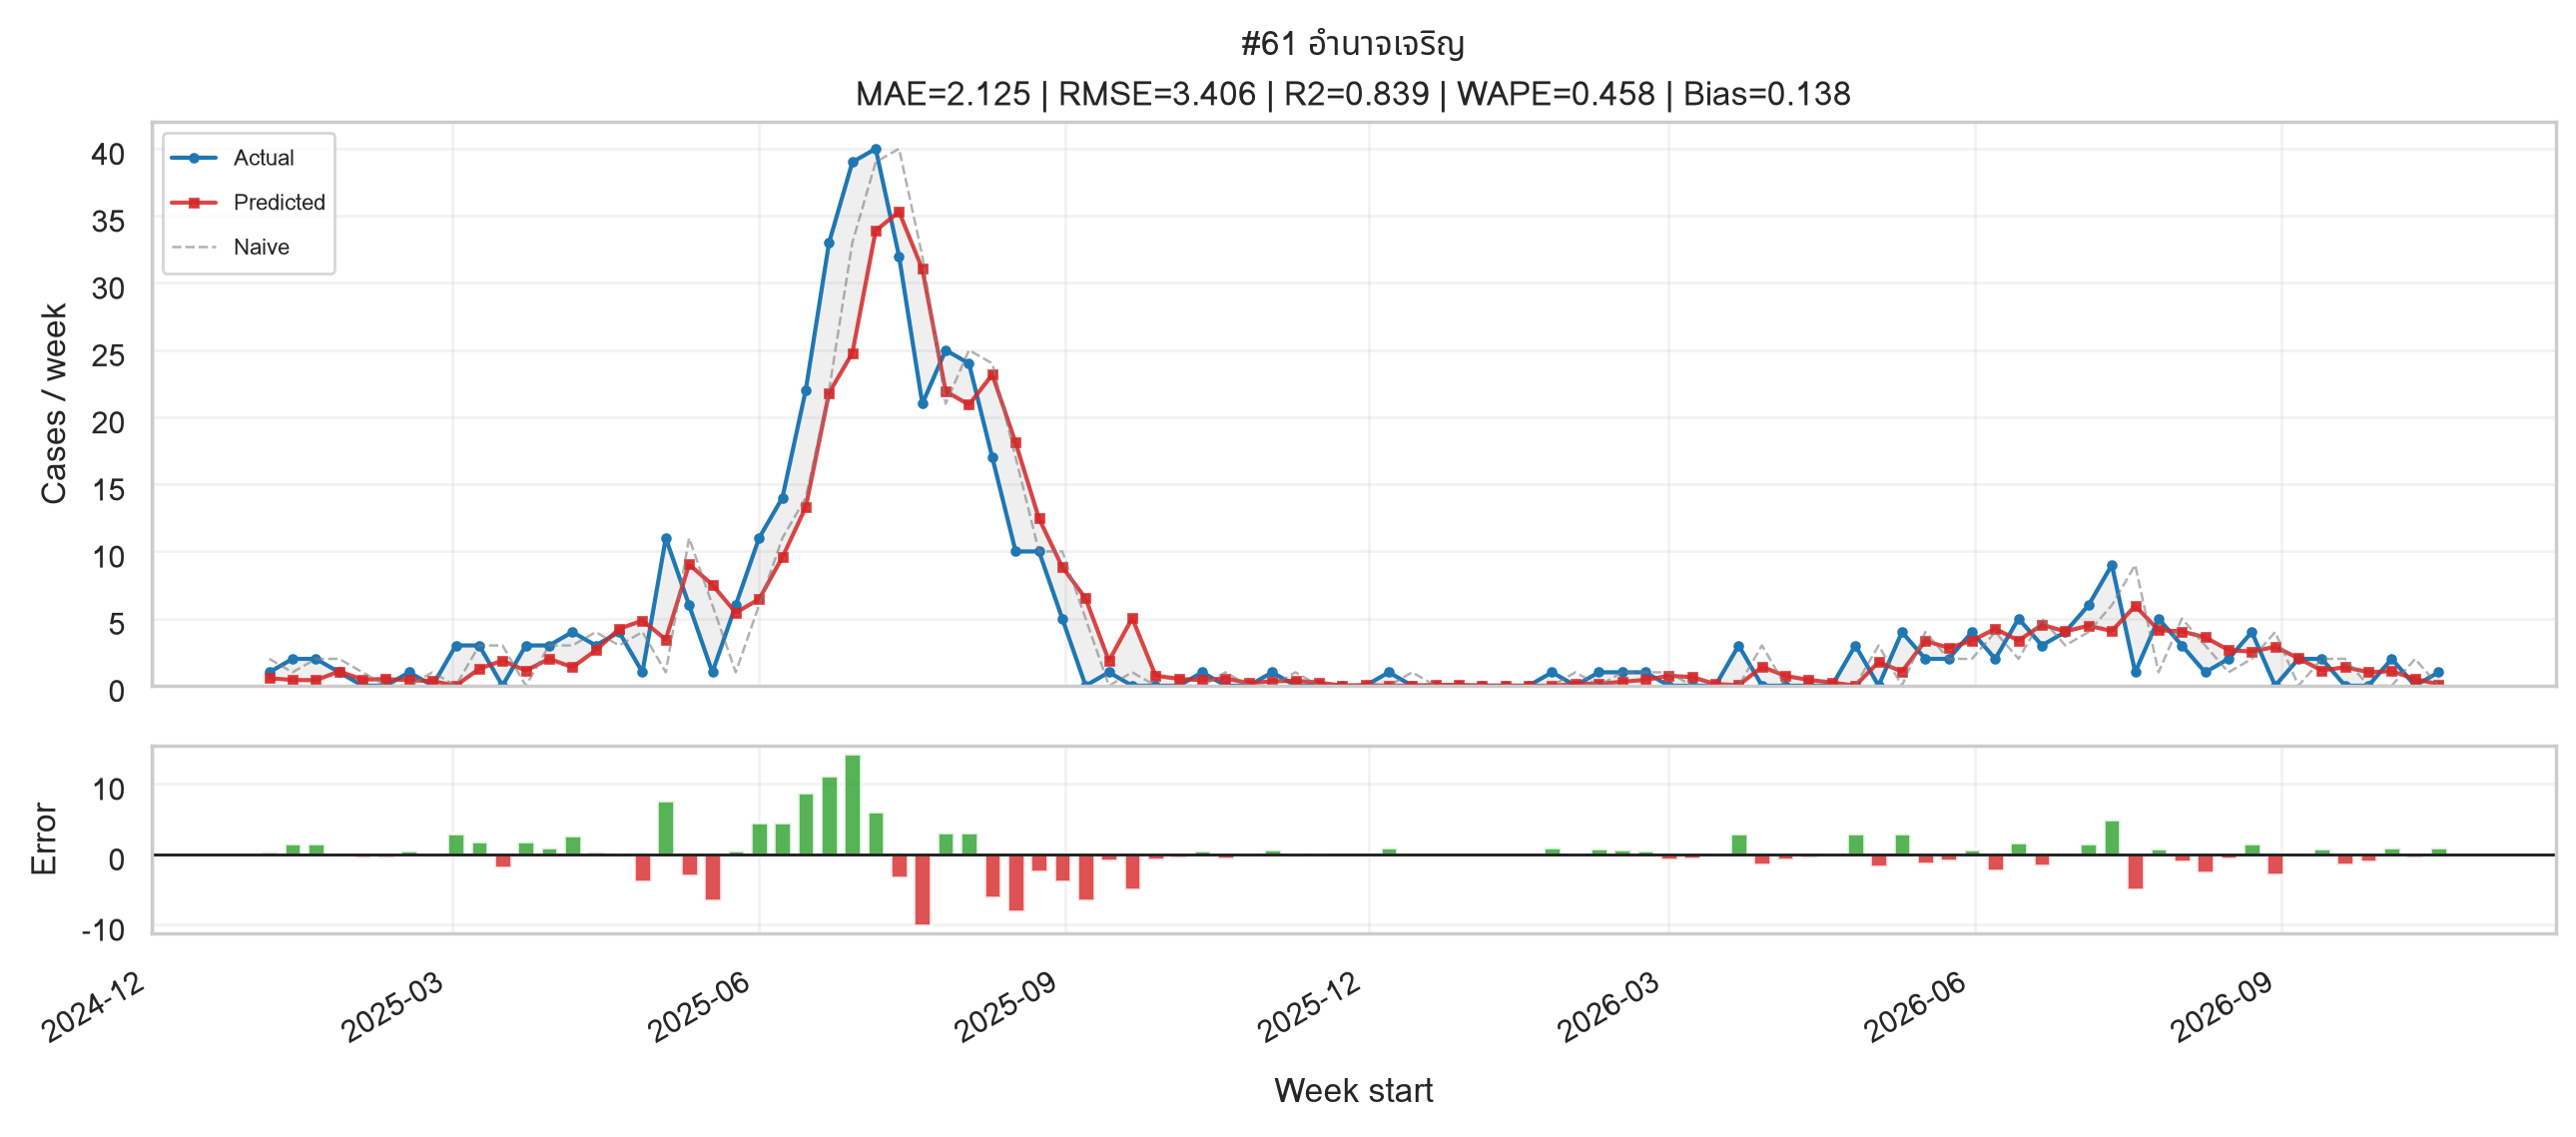 #61 อำนาจเจริญ
MAE=2.125 | RMSE=3.406 | R2=0.839 | WAPE=0.458 | Bias=0.138
Actual
Predicted
Naive
Cases / week
40
35
30
25
20
15
10
5
0
Error
10
0
-10
2024-12
2025-03
2025-06
2025-09
2025-12
2026-03
2026-06
2026-09
Week start